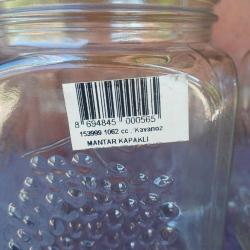 8 694845 000565
153999 1062 cc . Kavanoz
MANTAR KAPAKLI